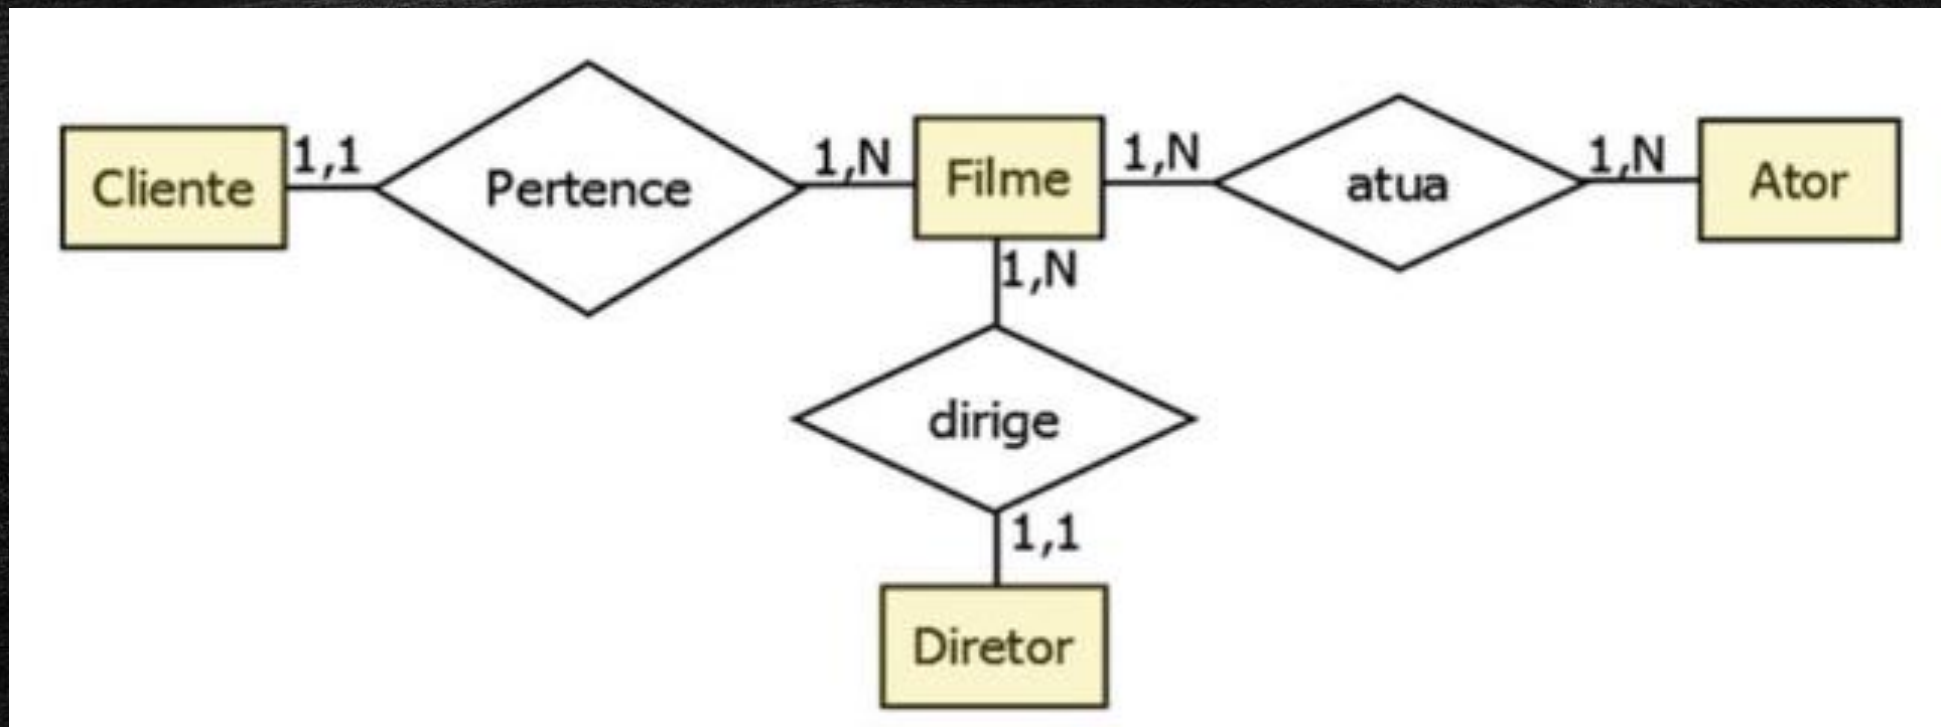 Cliente
1,1
Pertence
1,N
Filme
1,N
atua
1,N
Ator
1,N
dirige
1,1
Diretor